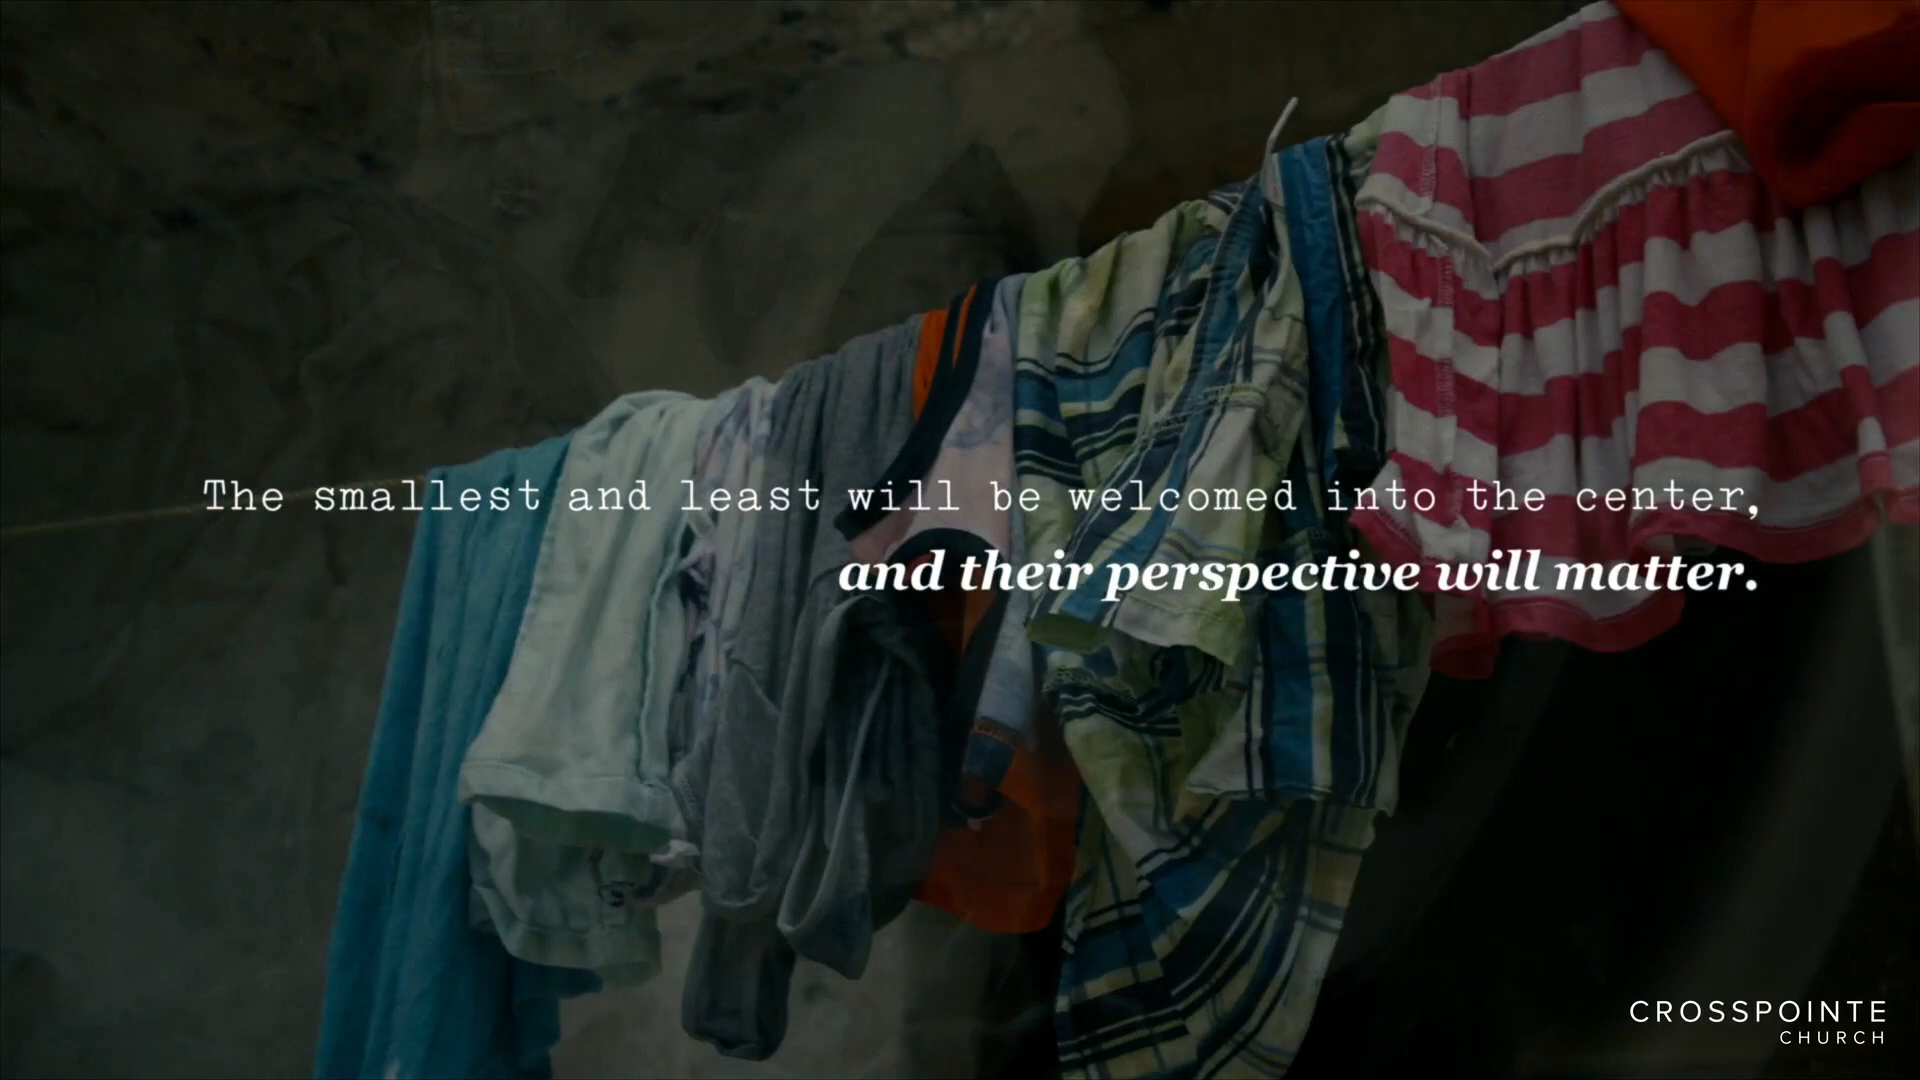 The smallest and least will be welcomed into the center,
and their perspective will matter.
CROSSPOINTE
CHURCH